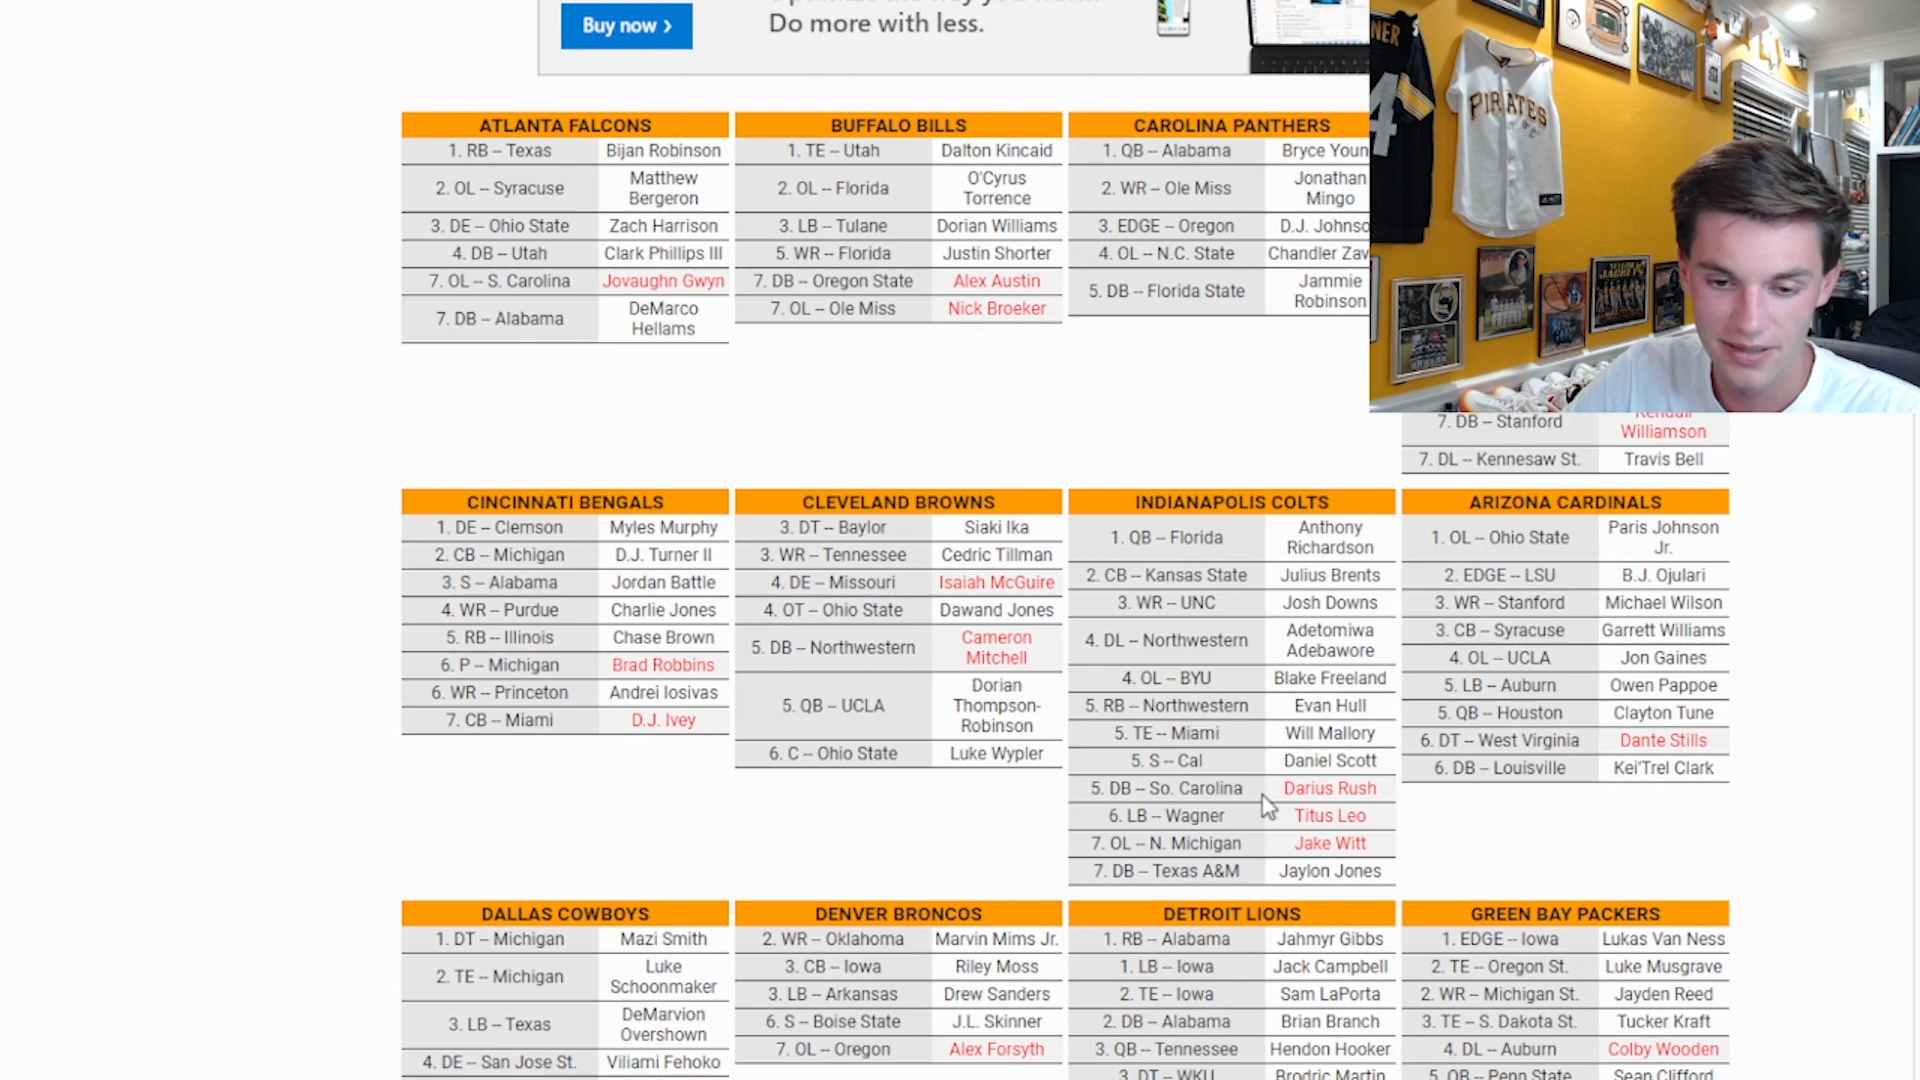 Buy now >
Do more with less.
NER
4
PIRATES
ATLANTA FALCONS
1. RB -- Texas Bijan Robinson
2. OL -- Syracuse Matthew Bergeron
3. DE -- Ohio State Zach Harrison
4. DB -- Utah Clark Phillips III
7. OL -- S. Carolina Jovaughn Gwyn
7. DB -- Alabama DeMarco Hellams
BUFFALO BILLS
1. TE -- Utah Dalton Kincaid
2. OL -- Florida O'Cyrus Torrence
3. LB -- Tulane Dorian Williams
5. WR -- Florida Justin Shorter
7. DB -- Oregon State Alex Austin
7. OL -- Ole Miss Nick Broeker
CAROLINA PANTHERS
1. QB -- Alabama Bryce Youn
2. WR -- Ole Miss Jonathan Mingo
3. EDGE -- Oregon D.J. Johnso
4. OL -- N.C. State Chandler Zav
5. DB -- Florida State Jammie Robinson
7. DB -- Stanford Kendall Williamson
7. DL -- Kennesaw St. Travis Bell
CINCINNATI BENGALS
1. DE -- Clemson Myles Murphy
2. CB -- Michigan D.J. Turner II
3. S -- Alabama Jordan Battle
4. WR -- Purdue Charlie Jones
5. RB -- Illinois Chase Brown
6. P -- Michigan Brad Robbins
6. WR -- Princeton Andrei Iosivas
7. CB -- Miami D.J. Ivey
CLEVELAND BROWNS
3. DT -- Baylor Siaki Ika
3. WR -- Tennessee Cedric Tillman
4. DE -- Missouri Isaiah McGuire
4. OT -- Ohio State Dawand Jones
5. DB -- Northwestern Cameron Mitchell
5. QB -- UCLA Dorian Thompson-Robinson
6. C -- Ohio State Luke Wypler
INDIANAPOLIS COLTS
1. QB -- Florida Anthony Richardson
2. CB -- Kansas State Julius Brents
3. WR -- UNC Josh Downs
4. DL -- Northwestern Adetomiwa Adebawore
4. OL -- BYU Blake Freeland
5. RB -- Northwestern Evan Hull
5. TE -- Miami Will Mallory
5. S -- Cal Daniel Scott
5. DB -- So. Carolina Darius Rush
6. LB -- Wagner Titus Leo
7. OL -- N. Michigan Jake Witt
7. DB -- Texas A&M Jaylon Jones
ARIZONA CARDINALS
1. OL -- Ohio State Paris Johnson Jr.
2. EDGE -- LSU B.J. Ojulari
3. WR -- Stanford Michael Wilson
3. CB -- Syracuse Garrett Williams
4. OL -- UCLA Jon Gaines
5. LB -- Auburn Owen Pappoe
5. QB -- Houston Clayton Tune
6. DT -- West Virginia Dante Stills
6. DB -- Louisville Kei'Trel Clark
DALLAS COWBOYS
1. DT -- Michigan Mazi Smith
2. TE -- Michigan Luke Schoonmaker
3. LB -- Texas DeMarvion Overshown
4. DE -- San Jose St. Viliami Fehoko
DENVER BRONCOS
2. WR -- Oklahoma Marvin Mims Jr.
3. CB -- Iowa Riley Moss
3. LB -- Arkansas Drew Sanders
6. S -- Boise State J.L. Skinner
7. OL -- Oregon Alex Forsyth
DETROIT LIONS
1. RB -- Alabama Jahmyr Gibbs
1. LB -- Iowa Jack Campbell
2. TE -- Iowa Sam LaPorta
2. DB -- Alabama Brian Branch
3. QB -- Tennessee Hendon Hooker
3. DT -- WKU Brodric Martin
GREEN BAY PACKERS
1. EDGE -- Iowa Lukas Van Ness
2. TE -- Oregon St. Luke Musgrave
2. WR -- Michigan St. Jayden Reed
3. TE -- S. Dakota St. Tucker Kraft
4. DL -- Auburn Colby Wooden
5. QB -- Penn State Sean Clifford